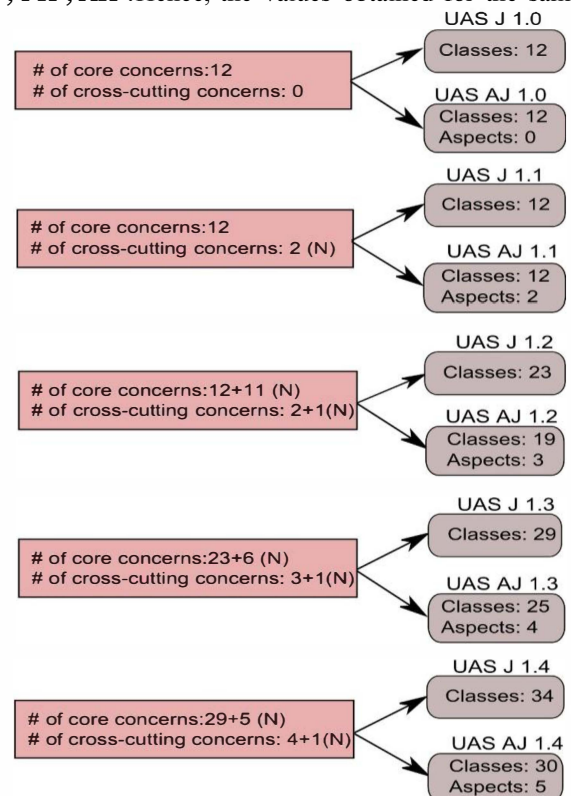 UAS J 1.0
Classes: 12
# of core concerns:12
# of cross-cutting concerns: 0
UAS AJ 1.0
Classes: 12
Aspects: 0
UAS J 1.1
Classes: 12
# of core concerns:12
# of cross-cutting concerns: 2 (N)
UAS AJ 1.1
Classes: 12
Aspects: 2
UAS J 1.2
Classes: 23
# of core concerns:12+11 (N)
# of cross-cutting concerns: 2+1(N)
UAS AJ 1.2
Classes: 19
Aspects: 3
UAS J 1.3
Classes: 29
# of core concerns:23+6 (N)
# of cross-cutting concerns: 3+1(N)
UAS AJ 1.3
Classes: 25
Aspects: 4
UAS J 1.4
Classes: 34
# of core concerns:29+5 (N)
# of cross-cutting concerns: 4+1(N)
UAS AJ 1.4
Classes: 30
Aspects: 5